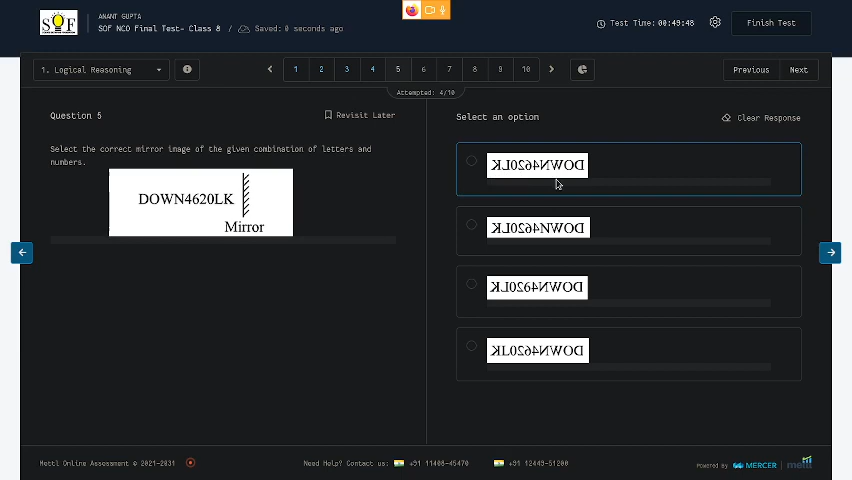 ANANT GUPTA
SOF NCO Final Test- Class 8
Saved: 0 seconds ago
Test Time: 00:49:48
Finish Test
SOF
1. Logical Reasoning
1 2 3 4 5 6 7 8 9 10
Previous Next
Attempted: 4/10
Question 5
Revisit Later
Select the correct mirror image of the given combination of letters and
numbers.
DOWN4620LK
Mirror
Select an option
Clear Response
Mettl Online Assessment © 2021-2031
Need Help? Contact us: +91 11408-45470 +91 12449-51200
Powered by MERCER mettl